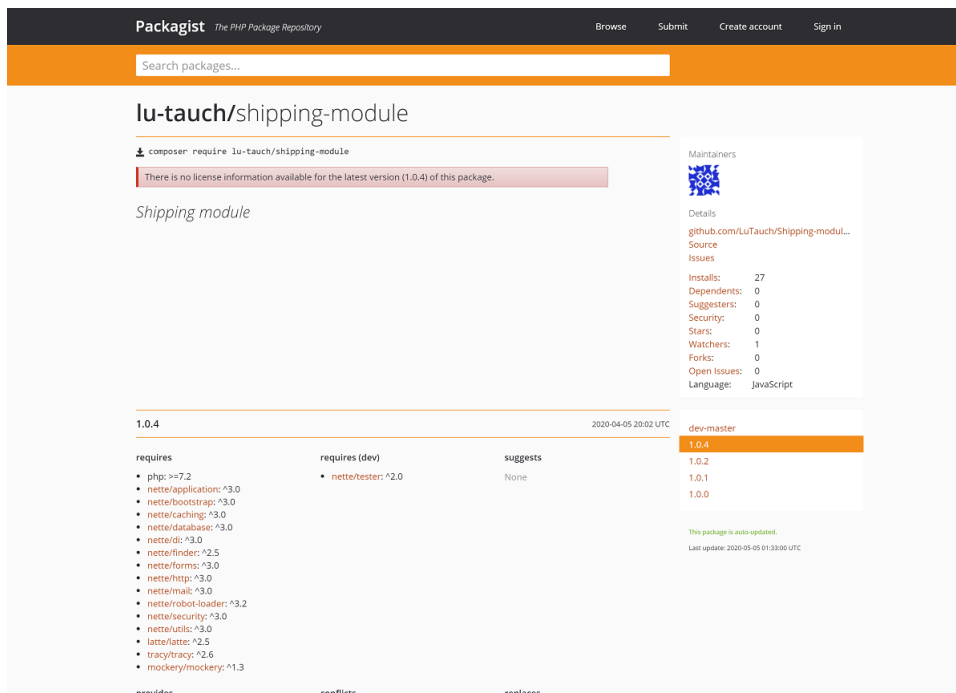 Packagist The PHP Package Repository
Browse Submit Create account Sign in
Search packages...
lu-tauch/shipping-module
composer require lu-tauch/shipping-module
There is no license information available for the latest version (1.0.4) of this package.
Shipping module
Maintainers
Details
github.com/LuTauch/Shipping-modul...
Source
Issues
Installs: 27
Dependents: 0
Suggesters: 0
Security: 0
Stars: 0
Watchers: 1
Forks: 0
Open Issues: 0
Language: JavaScript
1.0.4 2020-04-05 20:02 UTC
requires
php: >=7.2
nette/application: ^3.0
nette/bootstrap: ^3.0
nette/caching: ^3.0
nette/database: ^3.0
nette/di: ^3.0
nette/finder: ^2.5
nette/forms: ^3.0
nette/http: ^3.0
nette/mail: ^3.0
nette/robot-loader: ^3.2
nette/security: ^3.0
nette/utils: ^3.0
latte/latte: ^2.5
tracy/tracy: ^2.6
mockery/mockery: ^1.3
requires (dev)
nette/tester: ^2.0
suggests
None
dev-master
1.0.4
1.0.2
1.0.1
1.0.0
This package is auto-updated.
Last update: 2020-05-05 01:33:00 UTC
provides conflicts replaces